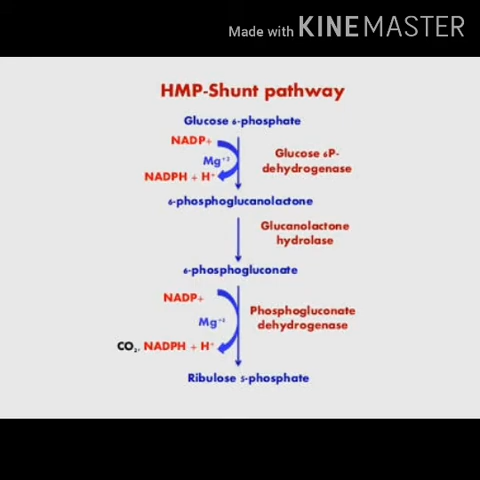 Made with KINEMASTER
HMP-Shunt pathway
Glucose 6-phosphate
NADP+
Mg+2
NADPH + H+
Glucose 6P-
dehydrogenase
6-phosphoglucanolactone
Glucanolactone
hydrolase
6-phosphogluconate
NADP+
Mg+2
CO2, NADPH + H+
Phosphogluconate
dehydrogenase
Ribulose 5-phosphate